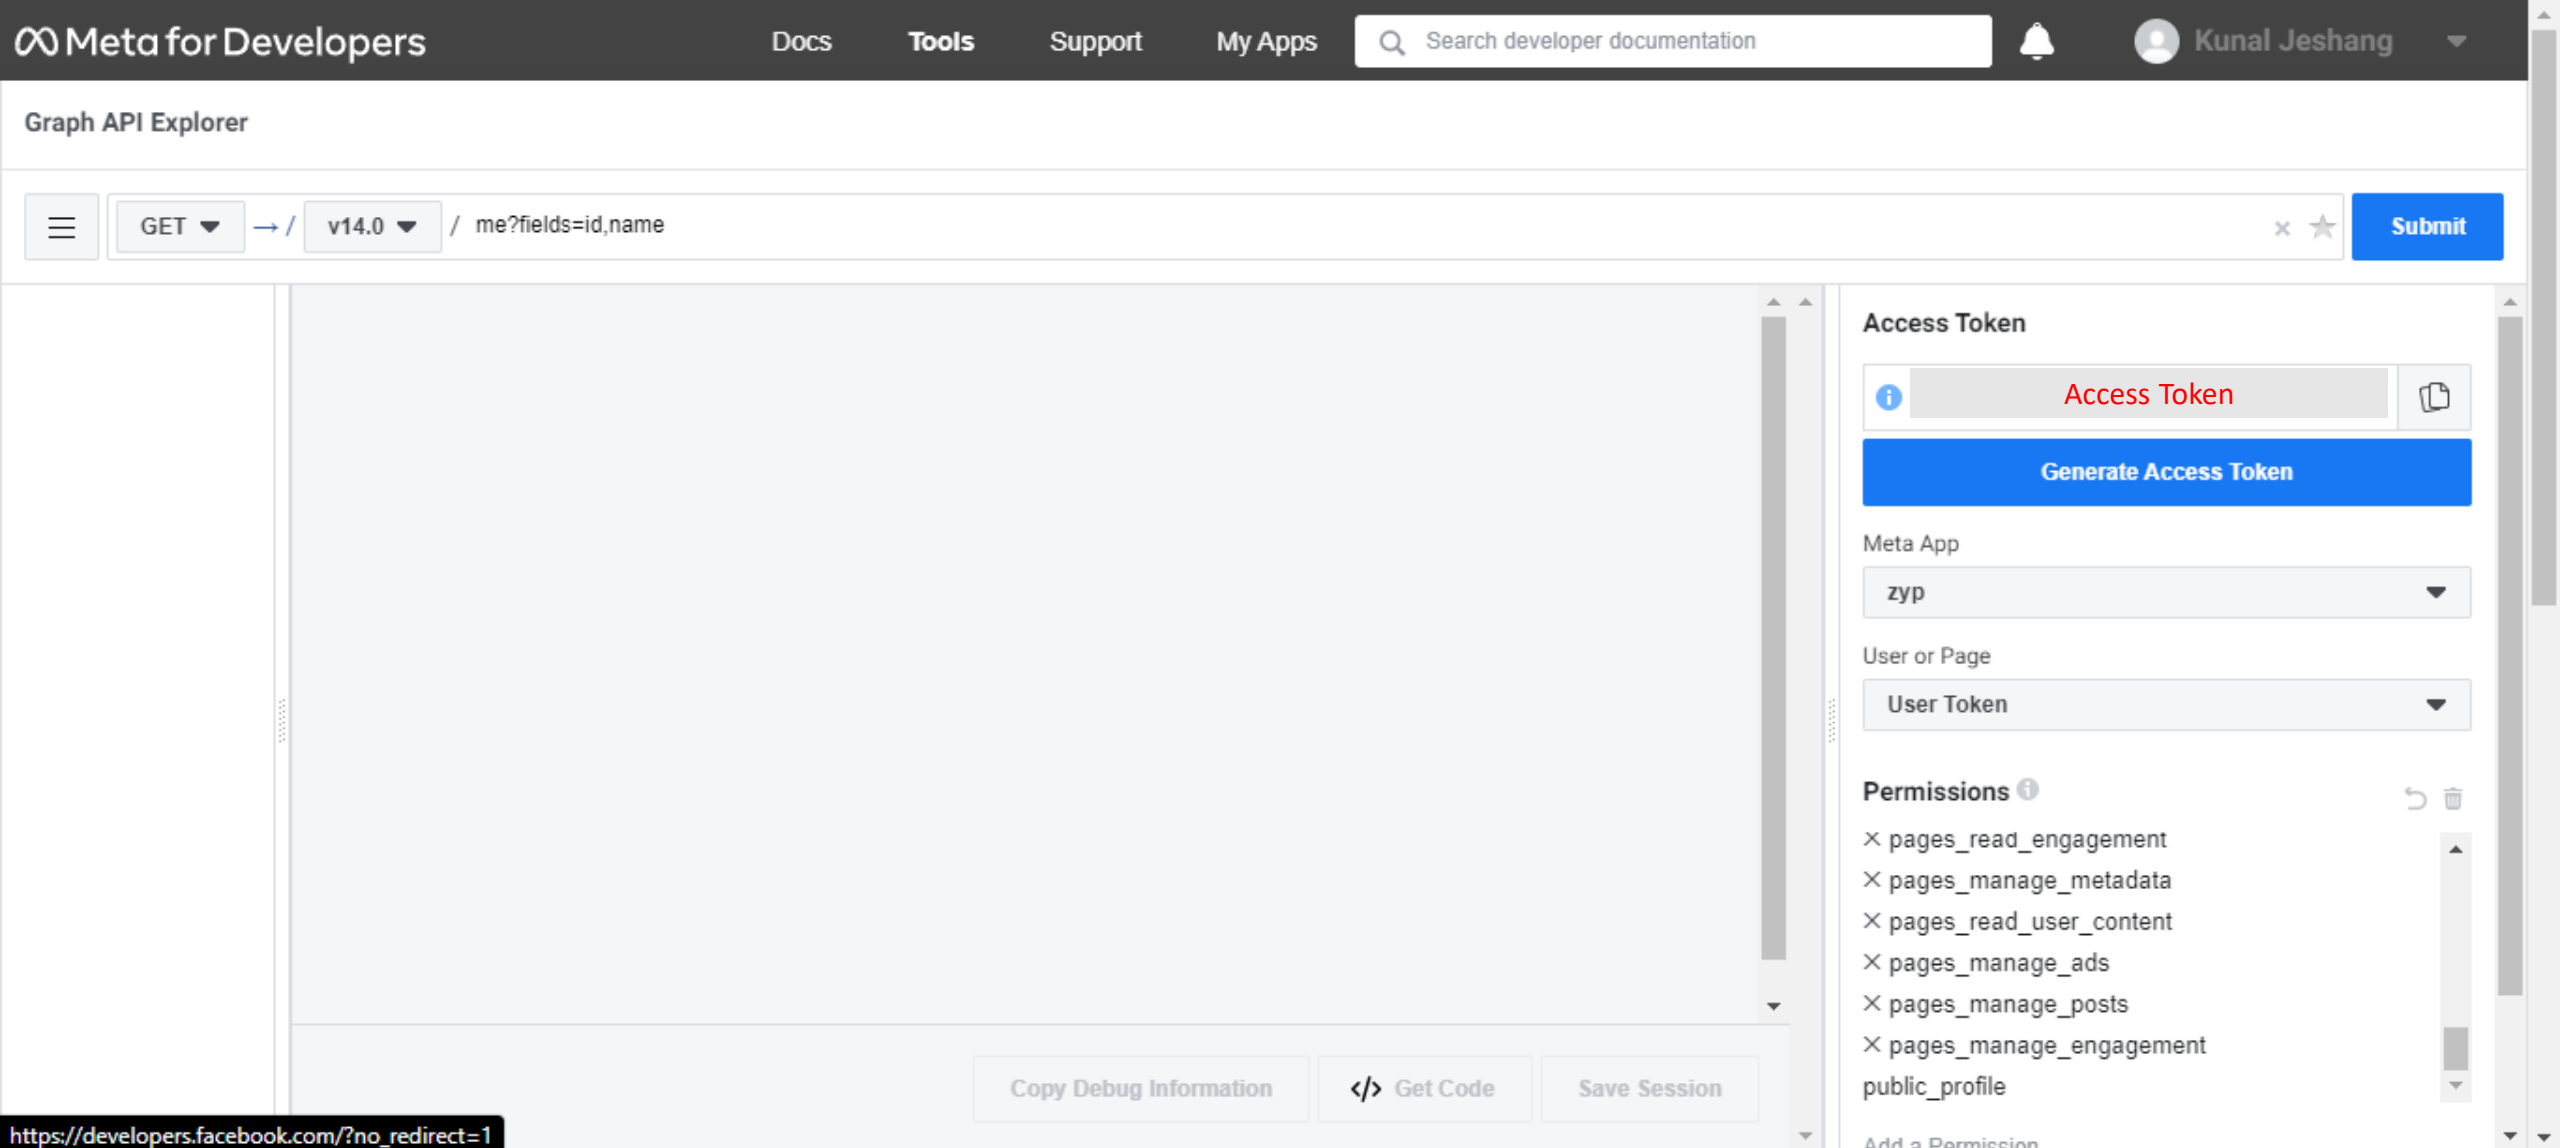 Meta for Developers
Docs
Tools
Support
My Apps
Search developer documentation
Kunal Jeshang
Graph API Explorer
GET
/
v14.0
/
me?fields=id,name
Submit
Access Token
Access Token
Generate Access Token
Meta App
zyp
User or Page
User Token
Permissions
pages_read_engagement
pages_manage_metadata
pages_read_user_content
pages_manage_ads
pages_manage_posts
pages_manage_engagement
public_profile
Add a Permission
Copy Debug Information
</> Get Code
Save Session
https://developers.facebook.com/?no_redirect=1